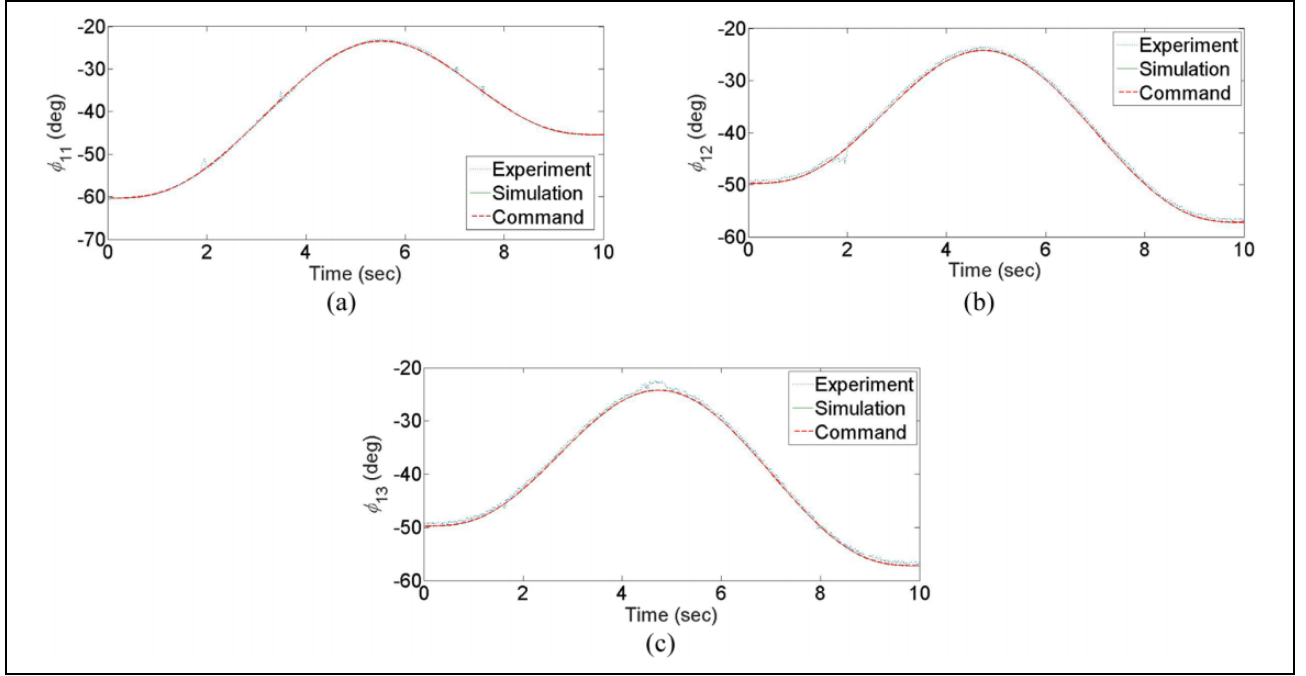 -20
-30
-40
-50
-60
-70
ϕ11 (deg)
Experiment
Simulation
Command
0 2 4 6 8 10
Time (sec)
(a)
-20
-30
-40
-50
-60
ϕ12 (deg)
Experiment
Simulation
Command
0 2 4 6 8 10
Time (sec)
(b)
-20
-30
-40
-50
-60
ϕ13 (deg)
Experiment
Simulation
Command
0 2 4 6 8 10
Time (sec)
(c)